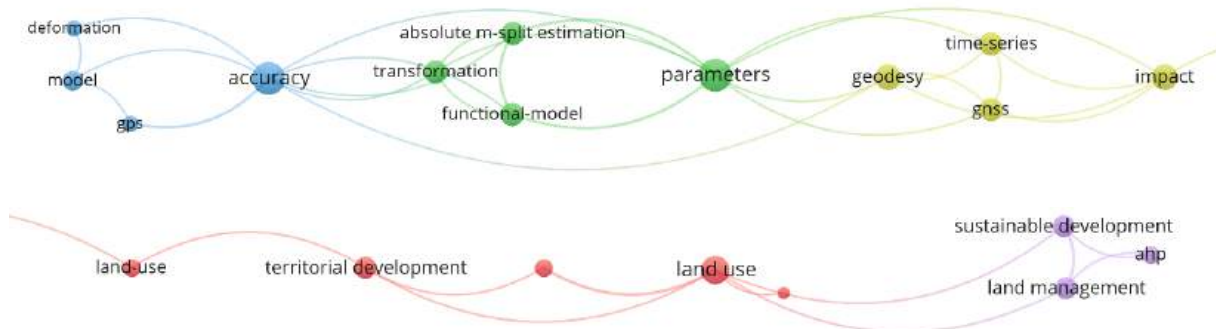 deformation
model
gps
accuracy
absolute m-split estimation
transformation
functional-model
parameters
geodesy
time-series
gnss
impact
land-use
territorial development
land use
sustainable development
ahp
land management